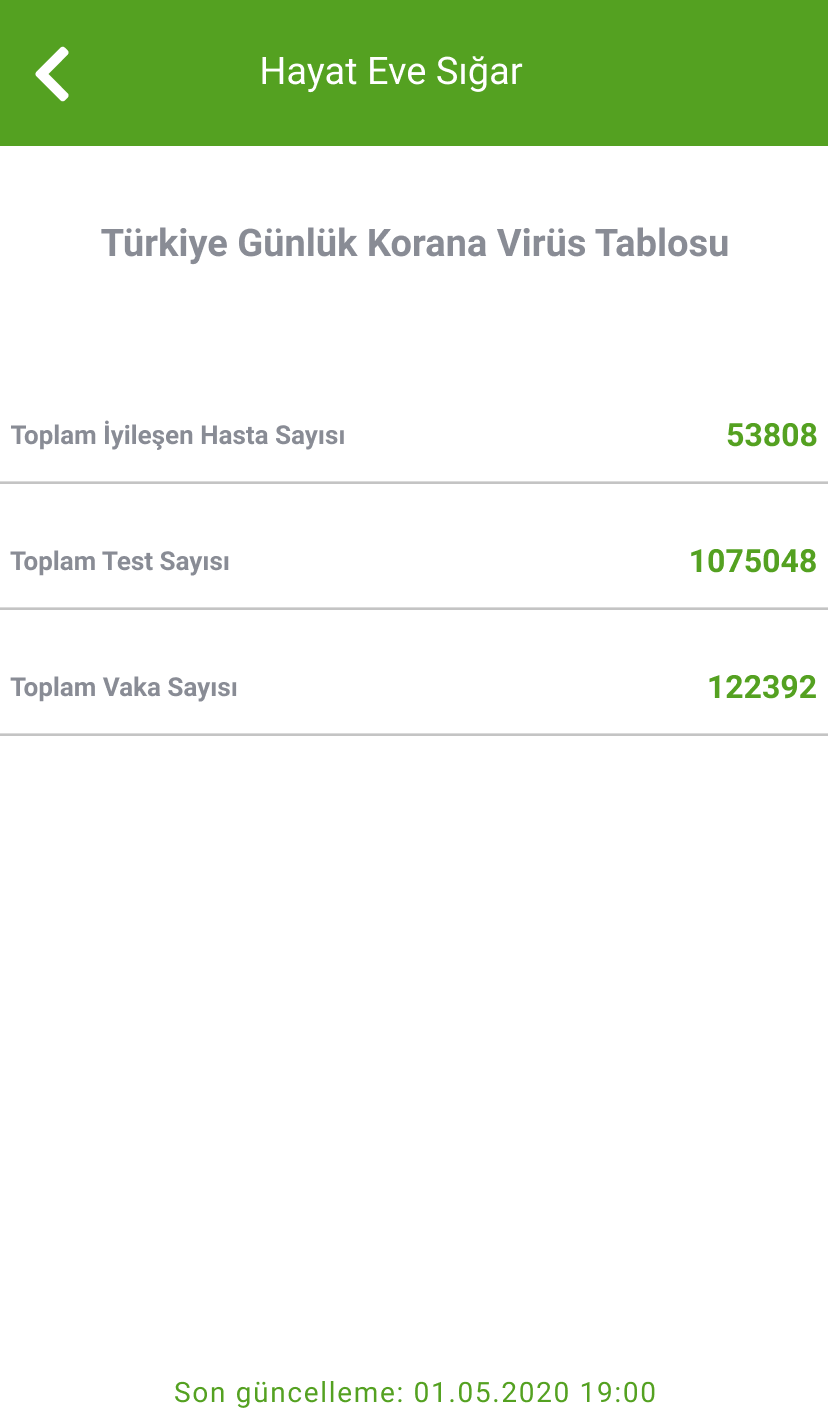 Hayat Eve Sığar
Türkiye Günlük Korana Virüs Tablosu
Toplam İyileşen Hasta Sayısı 53808
Toplam Test Sayısı 1075048
Toplam Vaka Sayısı 122392
Son güncelleme: 01.05.2020 19:00